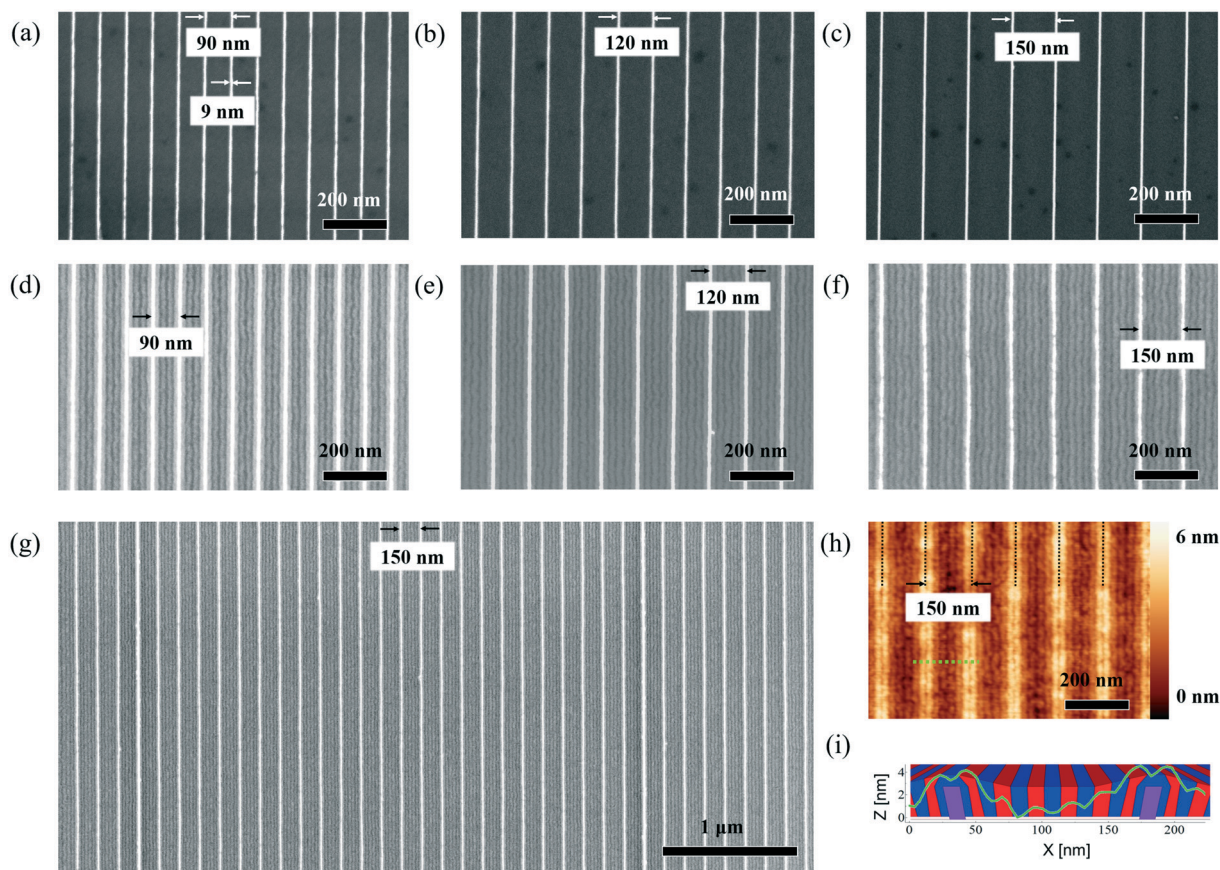 (a)
90 nm
9 nm
200 nm
(b)
120 nm
200 nm
(c)
150 nm
200 nm
(d)
90 nm
200 nm
(e)
120 nm
200 nm
(f)
150 nm
200 nm
(g)
150 nm
1 μm
(h)
150 nm
200 nm
6 nm
0 nm
(i)
Z [nm]
4
2
0
0
50
100
150
200
X [nm]